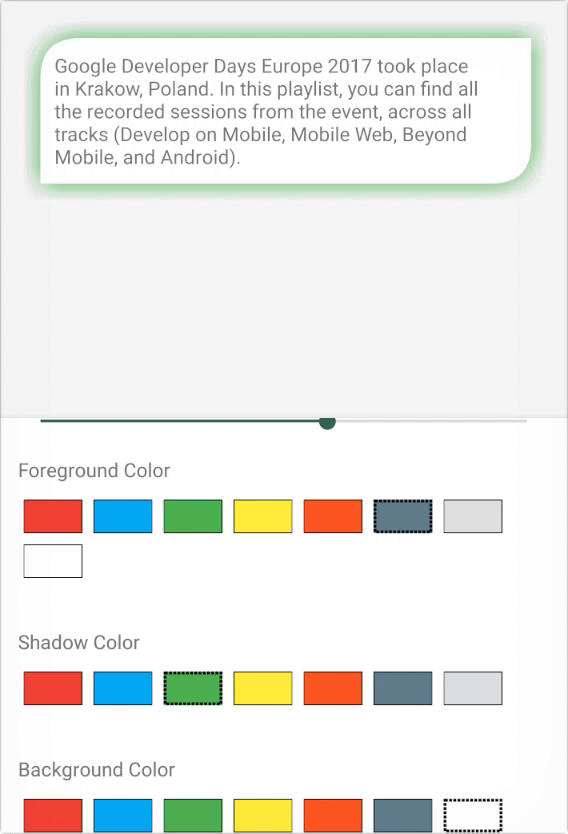 Google Developer Days Europe 2017 took place
in Krakow, Poland. In this playlist, you can find all
the recorded sessions from the event, across all
tracks (Develop on Mobile, Mobile Web, Beyond
Mobile, and Android).
Foreground Color
Shadow Color
Background Color